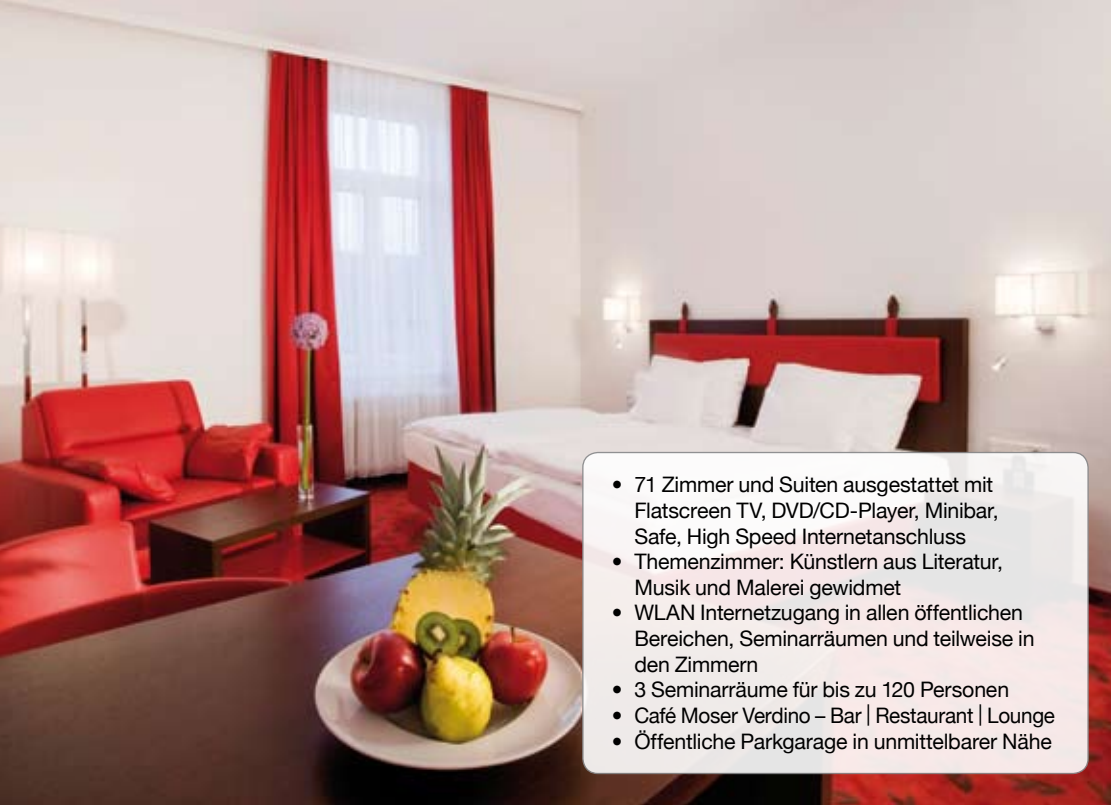 • 71 Zimmer und Suiten ausgestattet mit
Flatscreen TV, DVD/CD-Player, Minibar,
Safe, High Speed Internetanschluss
• Themenzimmer: Künstlern aus Literatur,
Musik und Malerei gewidmet
• WLAN Internetzugang in allen öffentlichen
Bereichen, Seminarräumen und teilweise in
den Zimmern
• 3 Seminarräume für bis zu 120 Personen
• Café Moser Verdino – Bar | Restaurant | Lounge
• Öffentliche Parkgarage in unmittelbarer Nähe